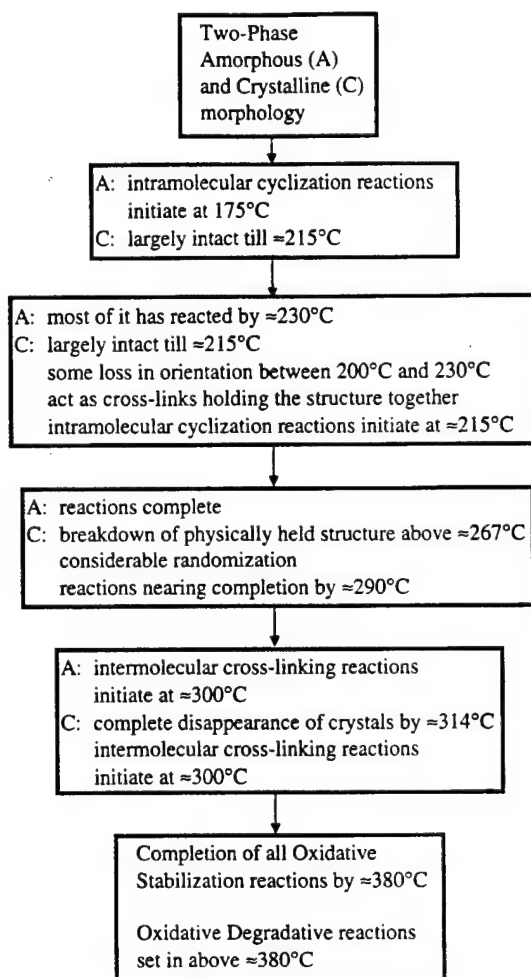 Two-Phase
Amorphous (A)
and Crystalline (C)
morphology
A: intramolecular cyclization reactions
initiate at 175°C
C: largely intact till ≈215°C
A: most of it has reacted by ≈230°C
C: largely intact till ≈215°C
some loss in orientation between 200°C and 230°C
act as cross-links holding the structure together
intramolecular cyclization reactions initiate at ≈215°C
A: reactions complete
C: breakdown of physically held structure above ≈267°C
considerable randomization
reactions nearing completion by ≈290°C
A: intermolecular cross-linking reactions
initiate at ≈300°C
C: complete disappearance of crystals by ≈314°C
intermolecular cross-linking reactions
initiate at ≈300°C
Completion of all Oxidative
Stabilization reactions by ≈380°C
Oxidative Degradative reactions
set in above ≈380°C